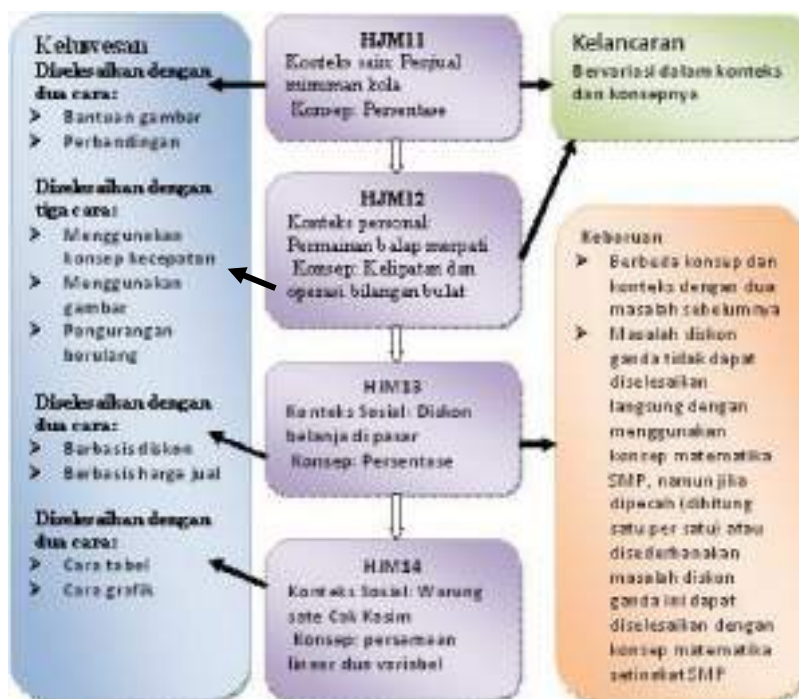 Keluwesan
Diselesaikan dengan
dua cara:
➤ Bantuan gambar
➤ Perbandingan
Diselesaikan dengan
tiga cara:
➤ Menggunakan
konsep kecepatan
➤ Menggunakan
gambar
➤ Pengurangan
berulang
Diselesaikan dengan
dua cara:
➤ Berbasis diskon
➤ Berbasis harga jual
Diselesaikan dengan
dua cara:
➤ Cara tabel
➤ Cara grafik
HJM11
Konteks sain: Penjual
minuman kola
Konsep: Persentase
HJM12
Konteks personal:
Permainan balap merpati
Konsep: Kelipatan dan
operasi bilangan bulat
HJM13
Konteks Sosial: Diskon
belanja di pasar
Konsep: Persentase
HJM14
Konteks Sosial: Warung
sate Cak Kasim
Konsep: persamaan
linear dua variabel
Kelancaran
Bervariasi dalam konteks
dan konsepnya
Kebaruan
➤ Berbeda konsep dan
konteks dengan dua
masalah sebelumnya
➤ Masalah diskon
ganda tidak dapat
diselesaikan
langsung dengan
menggunakan
konsep matematika
SMP, namun jika
dipecah (dihitung
satu per satu) atau
disederhanakan
masalah diskon
ganda ini dapat
diselesaikan dengan
konsep matematika
setingkat SMP